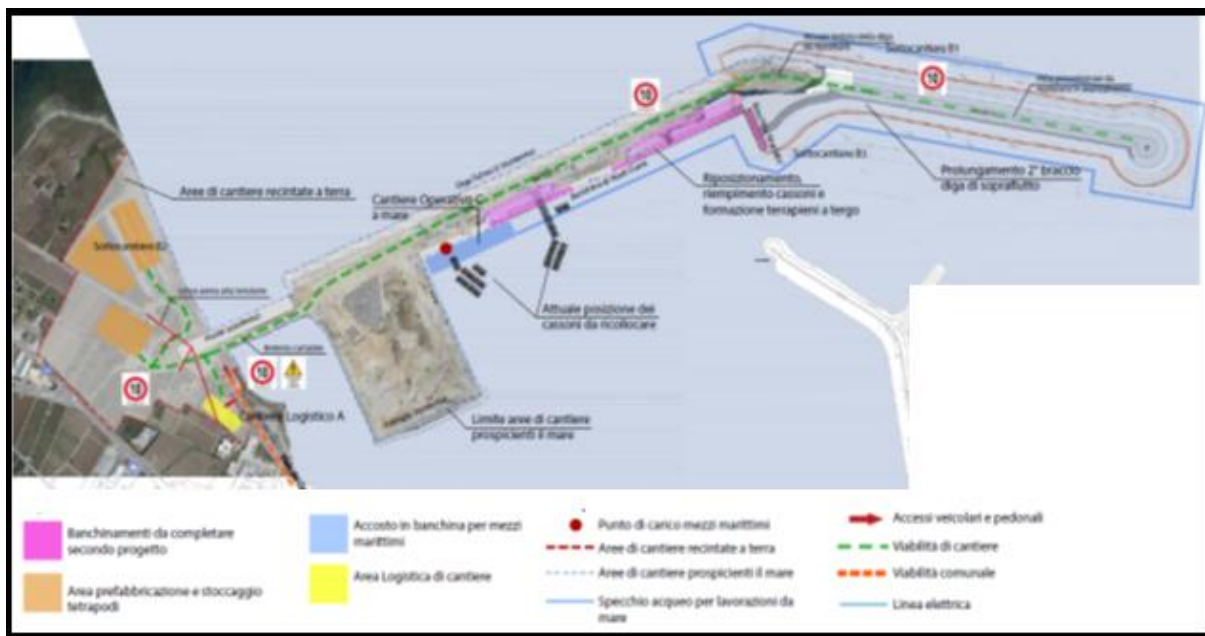 Sottocantiere B1
10
10
Aree di cantiere recintate a terra
Cantiere Operativo C
a mare
Sottocantiere B3
Prolungamento 2° braccio
diga di sopraflutto
Riposizionamento,
riempimento cassoni e
formazione terrapieni a tergo
Sottocantiere B2
Attuale posizione dei
cassoni da ricollocare
10
10
Cantiere Logistico A
Limite aree di cantiere
prospicienti il mare
Banchinamenti da completare
secondo progetto
Area prefabbricazione e stoccaggio
tetrapodi
Accosto in banchina per mezzi
marittimi
Area Logistica di cantiere
Punto di carico mezzi marittimi
Aree di cantiere recintate a terra
Aree di cantiere prospicienti il mare
Specchio acqueo per lavorazioni da
mare
Accessi veicolari e pedonali
Viabilità di cantiere
Viabilità comunale
Linea elettrica